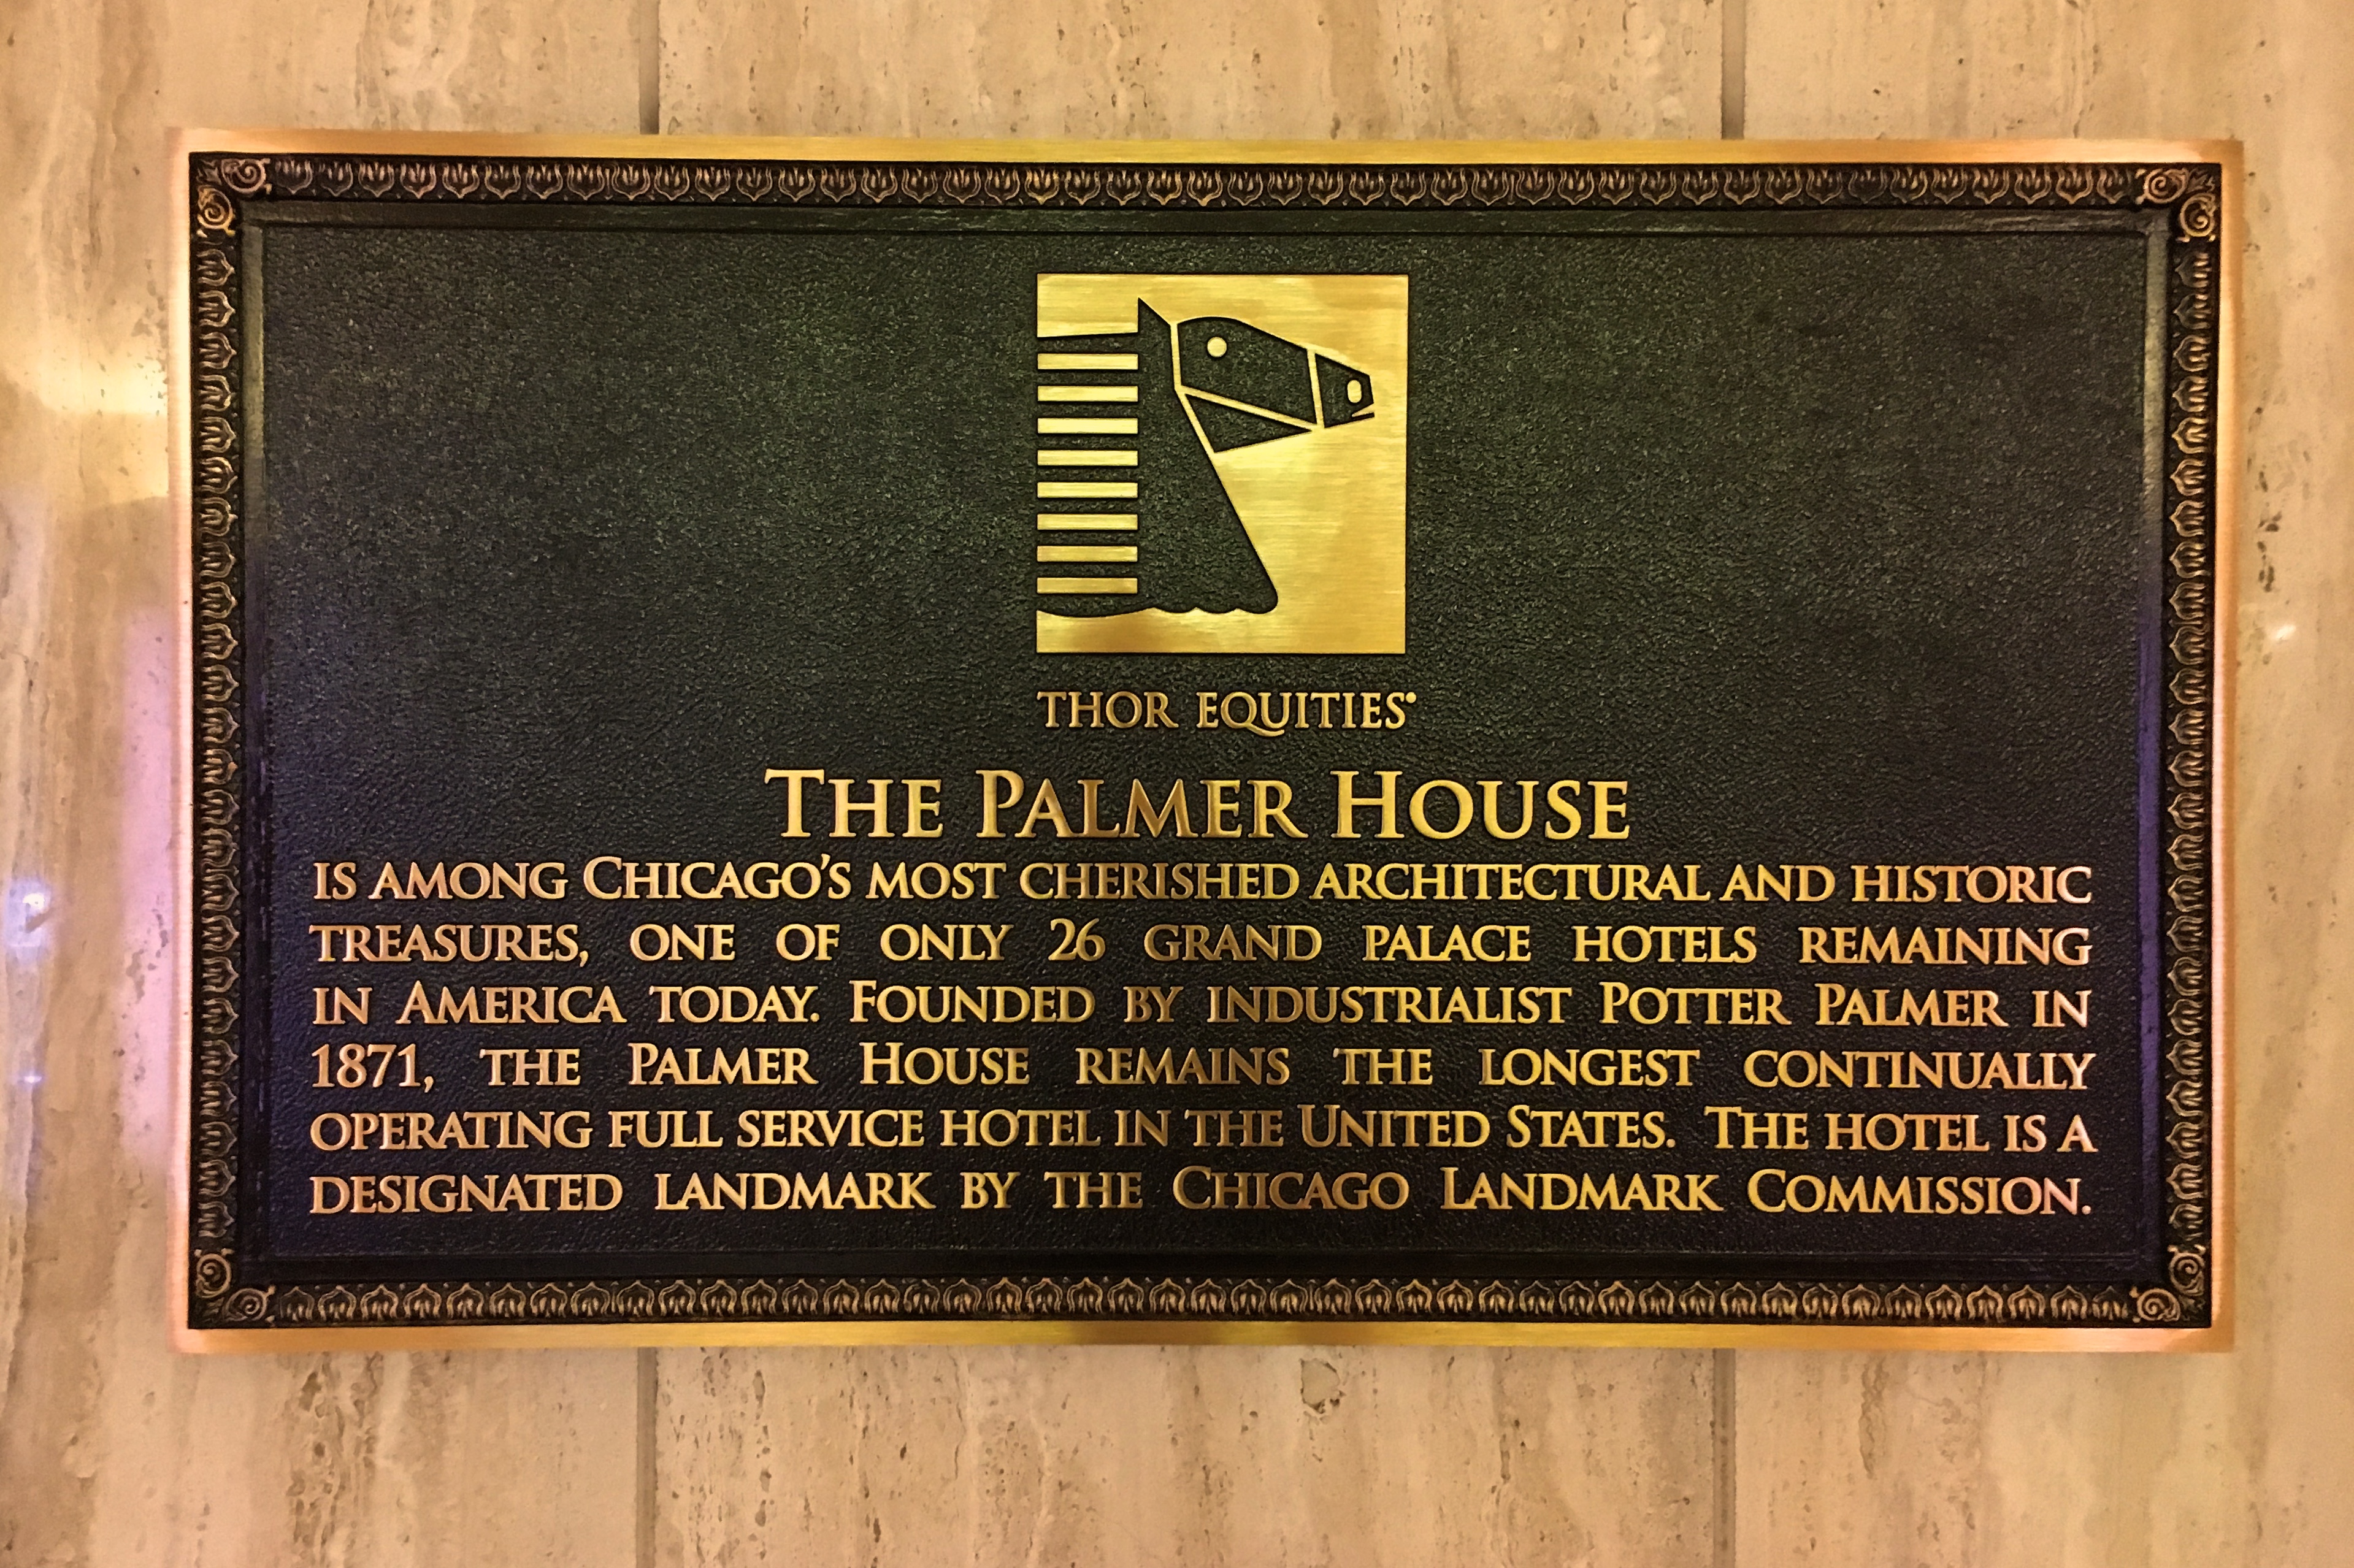 THOR EQUITIES
THE PALMER HOUSE
IS AMONG CHICAGO'S MOST CHERISHED ARCHITECTURAL AND HISTORIC
TREASURES, ONE OF ONLY 26 GRAND PALACE HOTELS REMAINING
IN AMERICA TODAY. FOUNDED BY INDUSTRIALIST POTTER PALMER IN
1871, THE PALMER HOUSE REMAINS THE LONGEST CONTINUALLY
OPERATING FULL SERVICE HOTEL IN THE UNITED STATES. THE HOTEL IS A
DESIGNATED LANDMARK BY THE CHICAGO LANDMARK COMMISSION.